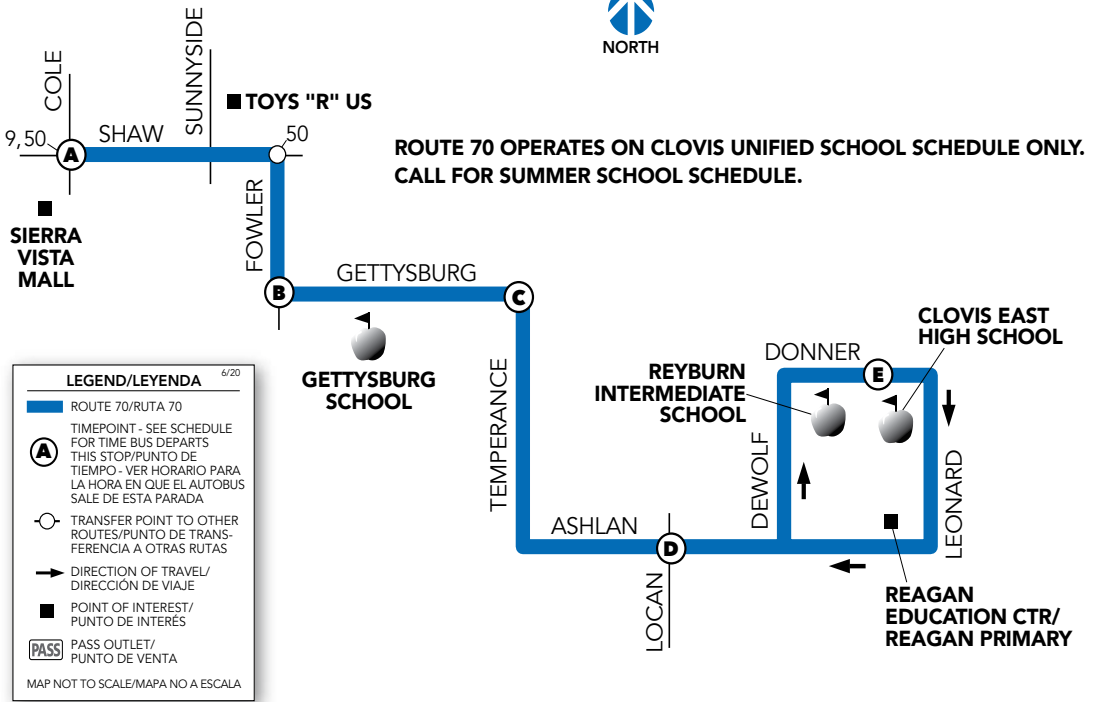 NORTH
COLE
SUNNYSIDE
TOYS "R" US
9, 50
A
SHAW
50
ROUTE 70 OPERATES ON CLOVIS UNIFIED SCHOOL SCHEDULE ONLY.
CALL FOR SUMMER SCHOOL SCHEDULE.
SIERRA
VISTA
MALL
FOWLER
B
GETTYSBURG
C
GETTYSBURG
SCHOOL
TEMPERANCE
CLOVIS EAST
HIGH SCHOOL
DONNER
E
REYBURN
INTERMEDIATE
SCHOOL
DEWOLF
LEONARD
ASHLAN
D
LOCAN
REAGAN
EDUCATION CTR/
REAGAN PRIMARY
6/20
LEGEND/LEYENDA
ROUTE 70/RUTA 70
A
TIMEPOINT - SEE SCHEDULE
FOR TIME BUS DEPARTS
THIS STOP/PUNTO DE
TIEMPO - VER HORARIO PARA
LA HORA EN QUE EL AUTOBUS
SALE DE ESTA PARADA
TRANSFER POINT TO OTHER
ROUTES/PUNTO DE TRANS-
FERENCIA A OTRAS RUTAS
DIRECTION OF TRAVEL/
DIRECCIÓN DE VIAJE
POINT OF INTEREST/
PUNTO DE INTERÉS
PASS
PASS OUTLET/
PUNTO DE VENTA
MAP NOT TO SCALE/MAPA NO A ESCALA